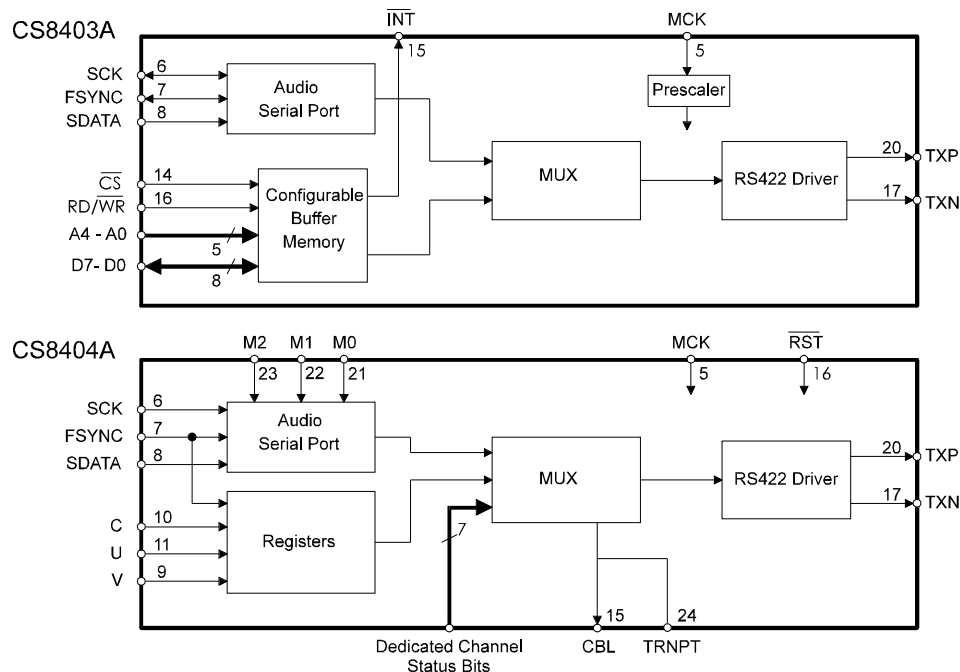 CS8403A
INT
MCK
15
5
SCK
6
FSYNC
7
SDATA
8
Audio
Serial Port
Prescaler
CS
14
RD/WR
16
A4 - A0
5
D7- D0
8
Configurable
Buffer
Memory
MUX
RS422 Driver
20
TXP
17
TXN
CS8404A
M2
M1
M0
MCK
RST
23
22
21
5
16
SCK
6
FSYNC
7
SDATA
8
Audio
Serial Port
C
10
U
11
V
9
Registers
MUX
7
RS422 Driver
20
TXP
17
TXN
15
24
Dedicated Channel
Status Bits
CBL
TRNPT